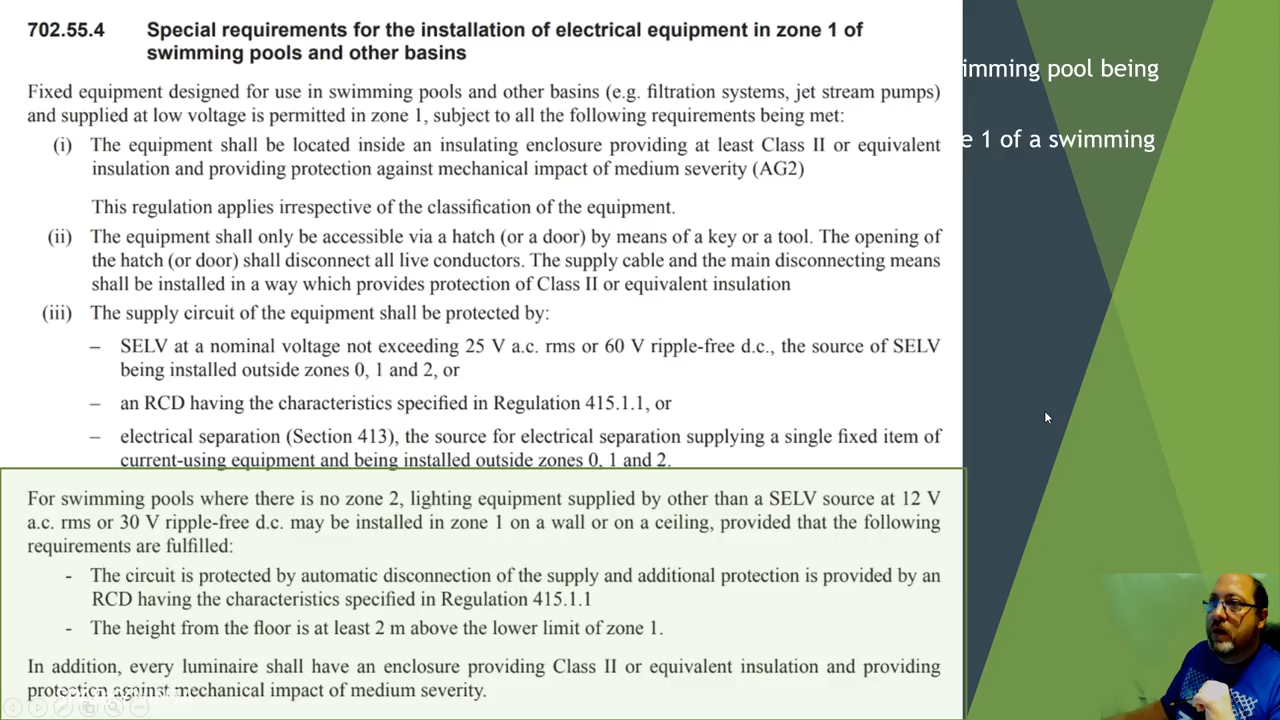 702.55.4 Special requirements for the installation of electrical equipment in zone 1 of
swimming pools and other basins
Fixed equipment designed for use in swimming pools and other basins (e.g. filtration systems, jet stream pumps)
and supplied at low voltage is permitted in zone 1, subject to all the following requirements being met:
(i) The equipment shall be located inside an insulating enclosure providing at least Class II or equivalent
insulation and providing protection against mechanical impact of medium severity (AG2)
This regulation applies irrespective of the classification of the equipment.
(ii) The equipment shall only be accessible via a hatch (or a door) by means of a key or a tool. The opening of
the hatch (or door) shall disconnect all live conductors. The supply cable and the main disconnecting means
shall be installed in a way which provides protection of Class II or equivalent insulation
(iii) The supply circuit of the equipment shall be protected by:
– SELV at a nominal voltage not exceeding 25 V a.c. rms or 60 V ripple-free d.c., the source of SELV
being installed outside zones 0, 1 and 2, or
– an RCD having the characteristics specified in Regulation 415.1.1, or
– electrical separation (Section 413), the source for electrical separation supplying a single fixed item of
current-using equipment and being installed outside zones 0, 1 and 2.
For swimming pools where there is no zone 2, lighting equipment supplied by other than a SELV source at 12 V
a.c. rms or 30 V ripple-free d.c. may be installed in zone 1 on a wall or on a ceiling, provided that the following
requirements are fulfilled:
- The circuit is protected by automatic disconnection of the supply and additional protection is provided by an
RCD having the characteristics specified in Regulation 415.1.1
- The height from the floor is at least 2 m above the lower limit of zone 1.
In addition, every luminaire shall have an enclosure providing Class II or equivalent insulation and providing
protection against mechanical impact of medium severity.
imming pool being
e 1 of a swimming